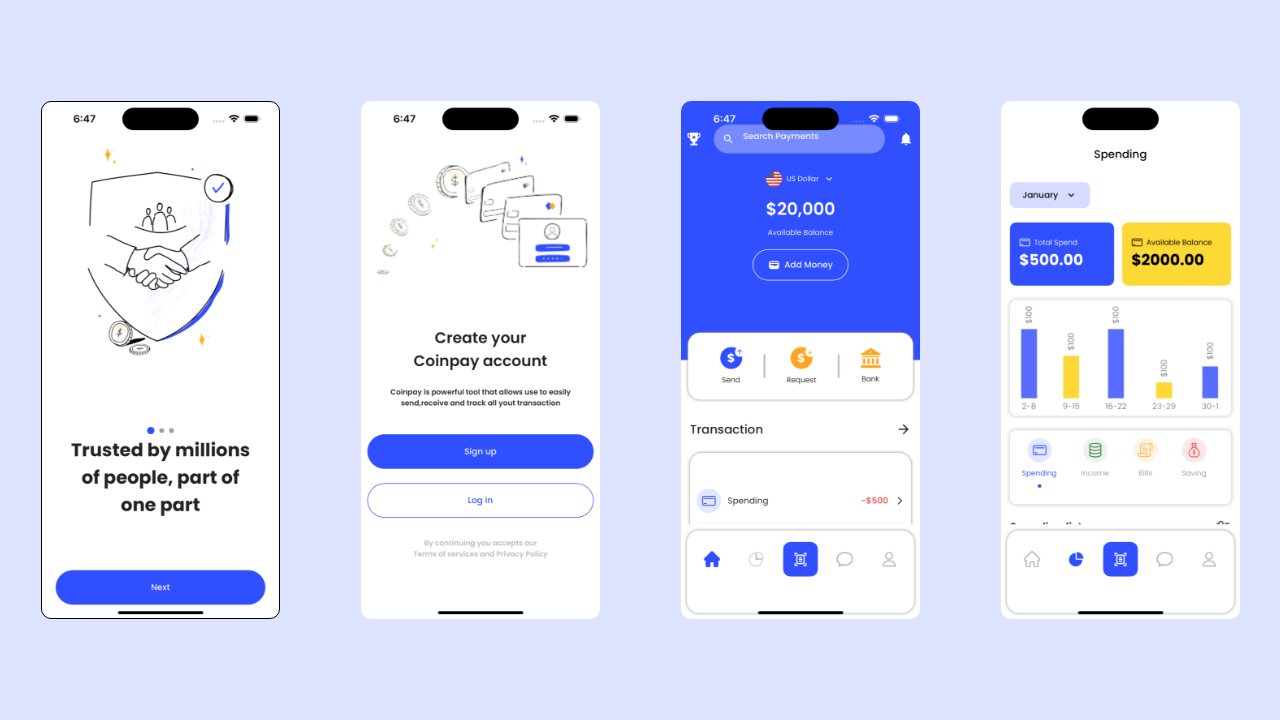 6:47
Trusted by millions
of people, part of
one part
Next
6:47
Create your
Coinpay account
Coinpay is powerful tool that allows use to easily
send,receive and track all yout transaction
Sign up
Log in
By continuing you accepts our
Terms of services and Privacy Policy
6:47
Search Payments
US Dollar
$20,000
Available Balance
Add Money
Send
Request
Bank
Transaction
Spending
-$500
Spending
January
Total Spend
$500.00
Available Balance
$2000.00
$100
$100
$100
$100
$100
2-8
9-15
16-22
23-29
30-1
Spending
Income
Bills
Saving